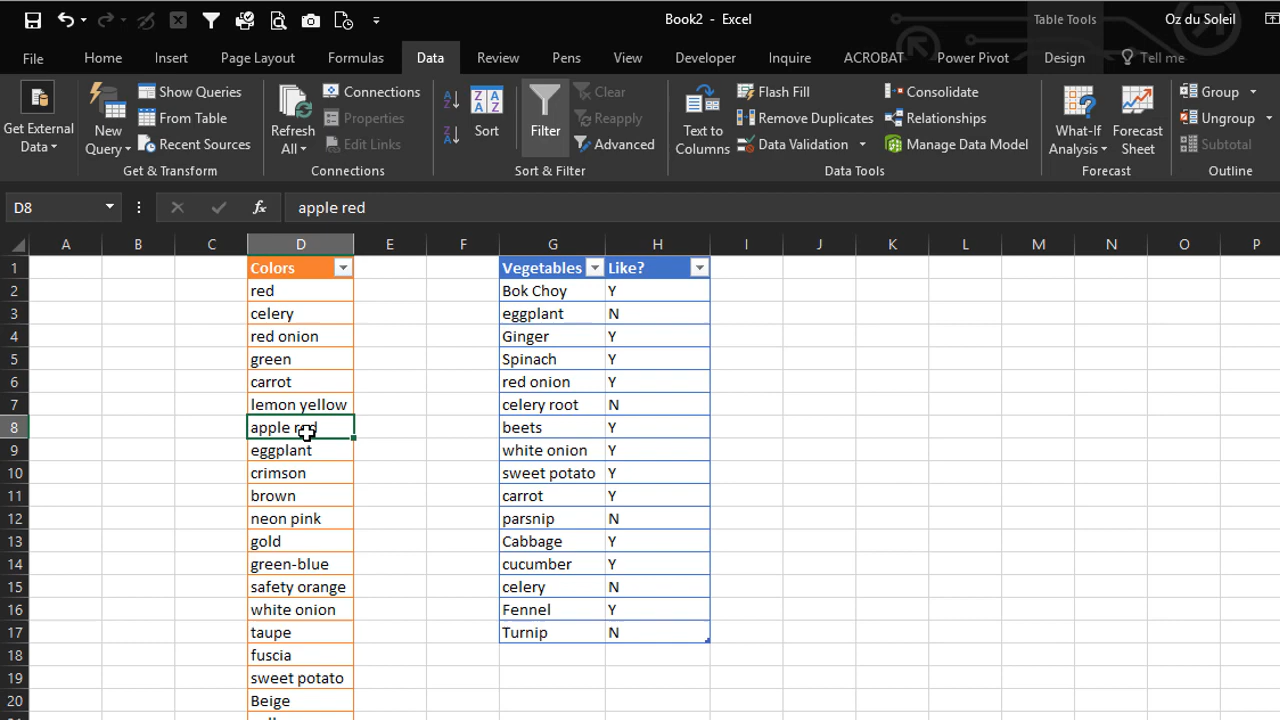 Book2 - Excel
Table Tools
Oz du Soleil
File Home Insert Page Layout Formulas Data Review Pens View Developer Inquire ACROBAT Power Pivot Design Tell me
Get External Data
New Query
Show Queries
From Table
Recent Sources
Get & Transform
Refresh All
Connections
Properties
Edit Links
Connections
Sort
Filter
Clear
Reapply
Advanced
Sort & Filter
Text to Columns
Flash Fill
Remove Duplicates
Data Validation
Consolidate
Relationships
Manage Data Model
Data Tools
What-If Analysis
Forecast Sheet
Forecast
Group
Ungroup
Subtotal
Outline
D8 fx apple red
A B C D E F G H I J K L M N O P
1 Colors Vegetables Like?
2 red Bok Choy Y
3 celery eggplant N
4 red onion Ginger Y
5 green Spinach Y
6 carrot red onion Y
7 lemon yellow celery root N
8 apple red beets Y
9 eggplant white onion Y
10 crimson sweet potato Y
11 brown carrot Y
12 neon pink parsnip N
13 gold Cabbage Y
14 green-blue cucumber Y
15 safety orange celery N
16 white onion Fennel Y
17 taupe Turnip N
18 fuscia
19 sweet potato
20 Beige